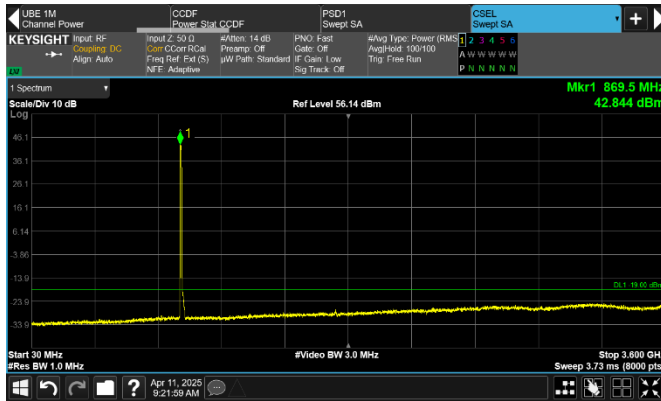 UBE 1M
Channel Power
CCDF
Power Stat CCDF
PSD1
Swept SA
CSEL
Swept SA
KEYSIGHT
Input: RF
Coupling: DC
Align: Auto
Input Z: 50 Ω
Corr CCorr RCal
Freq Ref: Ext (S)
NFE: Adaptive
#Atten: 14 dB
Preamp: Off
µW Path: Standard
PNO: Fast
Gate: Off
IF Gain: Low
Sig Track: Off
#Avg Type: Power (RMS
Avg|Hold: 100/100
Trig: Free Run
1 2 3 4 5 6
A W W W W W W
P N N N N N N
1 Spectrum
Scale/Div 10 dB
Ref Level 56.14 dBm
Mkr1 869.5 MHz
42.844 dBm
Log
46.1
36.1
26.1
16.1
6.14
-3.86
-13.9
-23.9
-33.9
1
Start 30 MHz
#Res BW 1.0 MHz
#Video BW 3.0 MHz
Stop 3.600 GH
Sweep 3.73 ms (8000 pts
Apr 11, 2025
9:21:59 AM